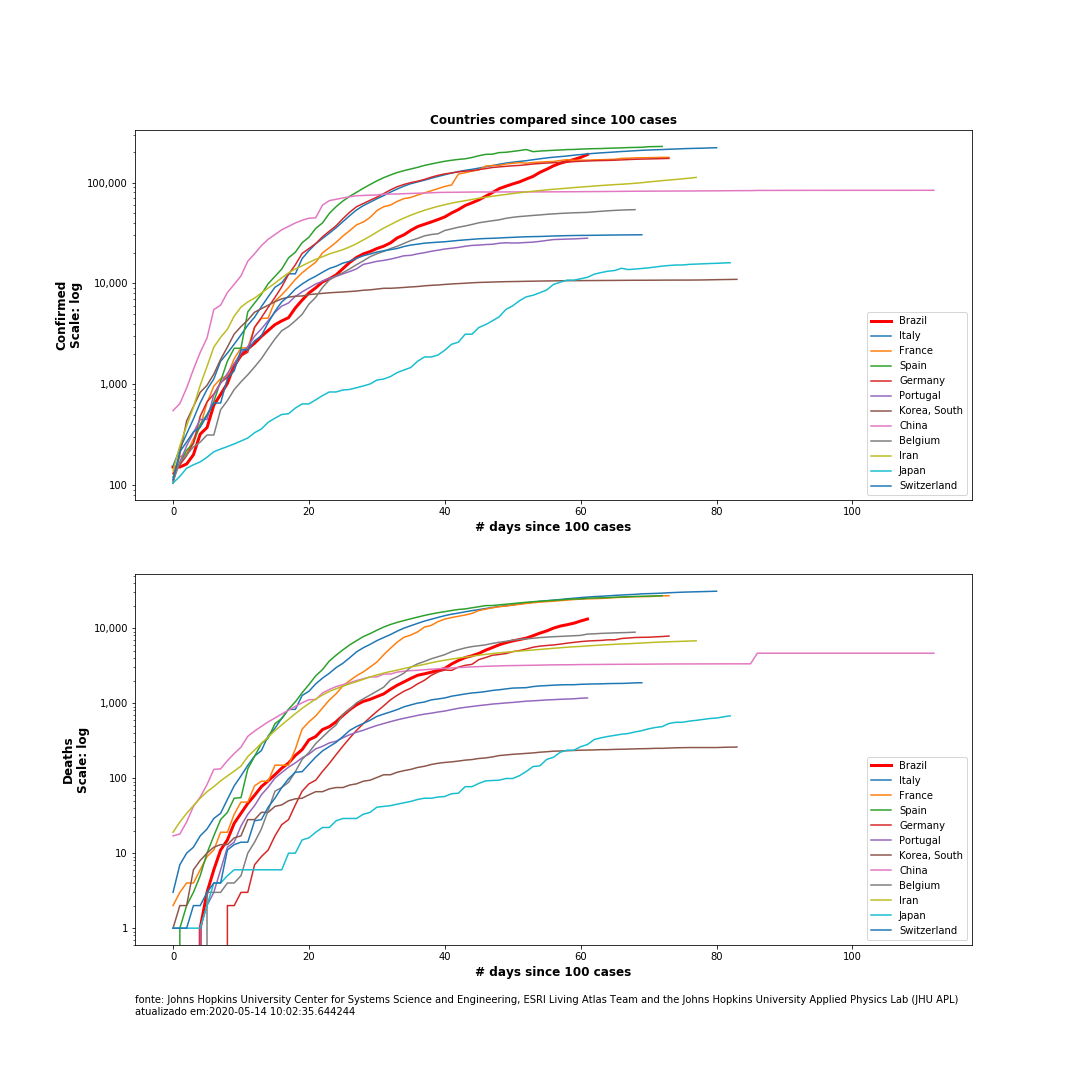 Countries compared since 100 cases
Confirmed
Scale: log
100,000
10,000
1,000
100
0 20 40 60 80 100
# days since 100 cases
Brazil
Italy
France
Spain
Germany
Portugal
Korea, South
China
Belgium
Iran
Japan
Switzerland
Deaths
Scale: log
10,000
1,000
100
10
1
0 20 40 60 80 100
# days since 100 cases
Brazil
Italy
France
Spain
Germany
Portugal
Korea, South
China
Belgium
Iran
Japan
Switzerland
fonte: Johns Hopkins University Center for Systems Science and Engineering, ESRI Living Atlas Team and the Johns Hopkins University Applied Physics Lab (JHU APL)
atualizado em:2020-05-14 10:02:35.644244